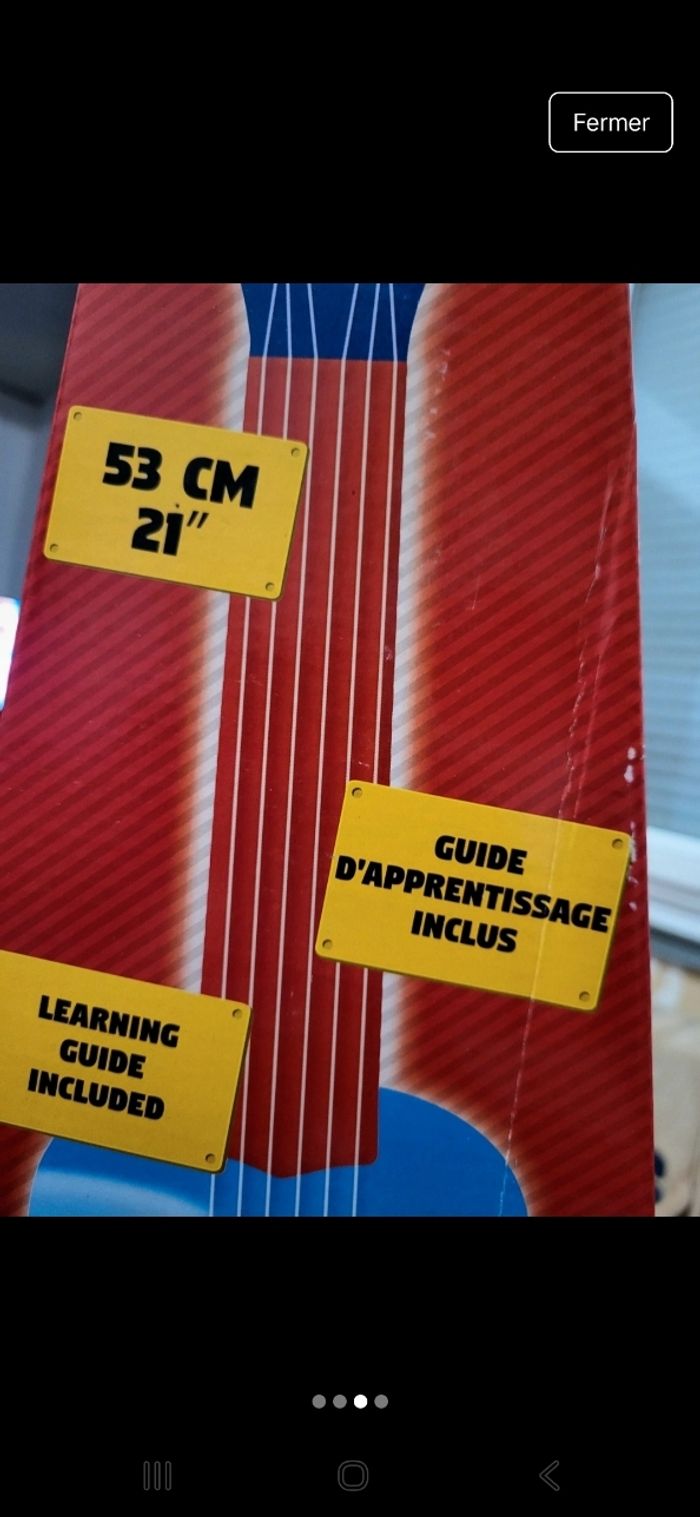 Fermer
53 CM
21"
GUIDE
D'APPRENTISSAGE
INCLUS
LEARNING
GUIDE
INCLUDED